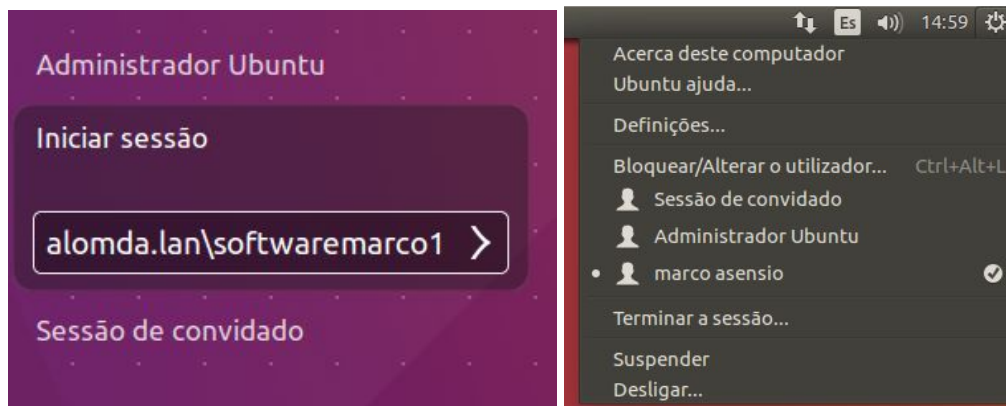 Administrador Ubuntu
Iniciar sessão
alomda.lan\softwaremarco1
Sessão de convidado
Es 14:59
Acerca deste computador
Ubuntu ajuda...
Definições...
Bloquear/Alterar o utilizador... Ctrl+Alt+L
Sessão de convidado
Administrador Ubuntu
marco asensio
Terminar a sessão...
Suspender
Desligar...